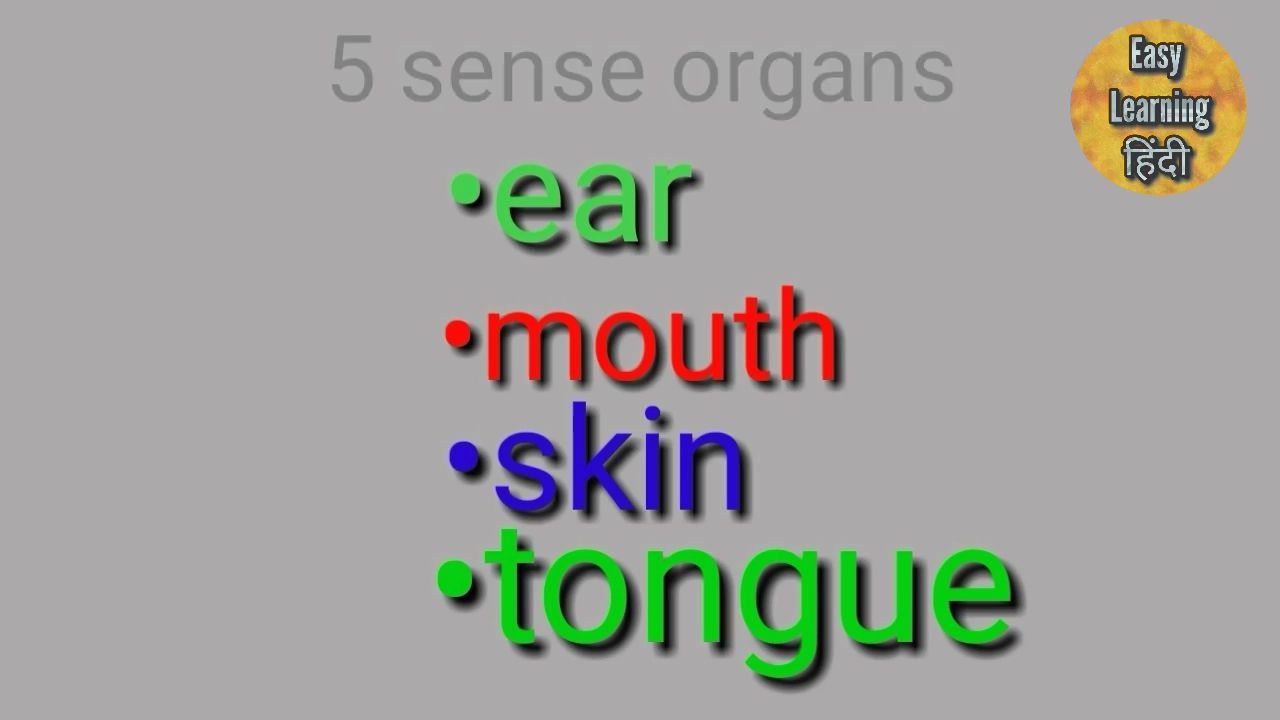 5 sense organs
Easy
Learning
हिंदी
•ear
•mouth
•skin
•tongue